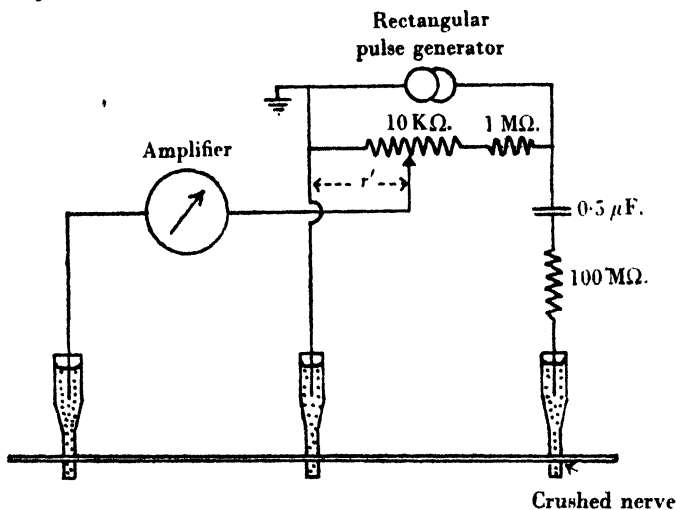 Rectangular
pulse generator
10 KΩ. 1 MΩ.
Amplifier
r'
0·5 μF.
100 MΩ.
Crushed nerve